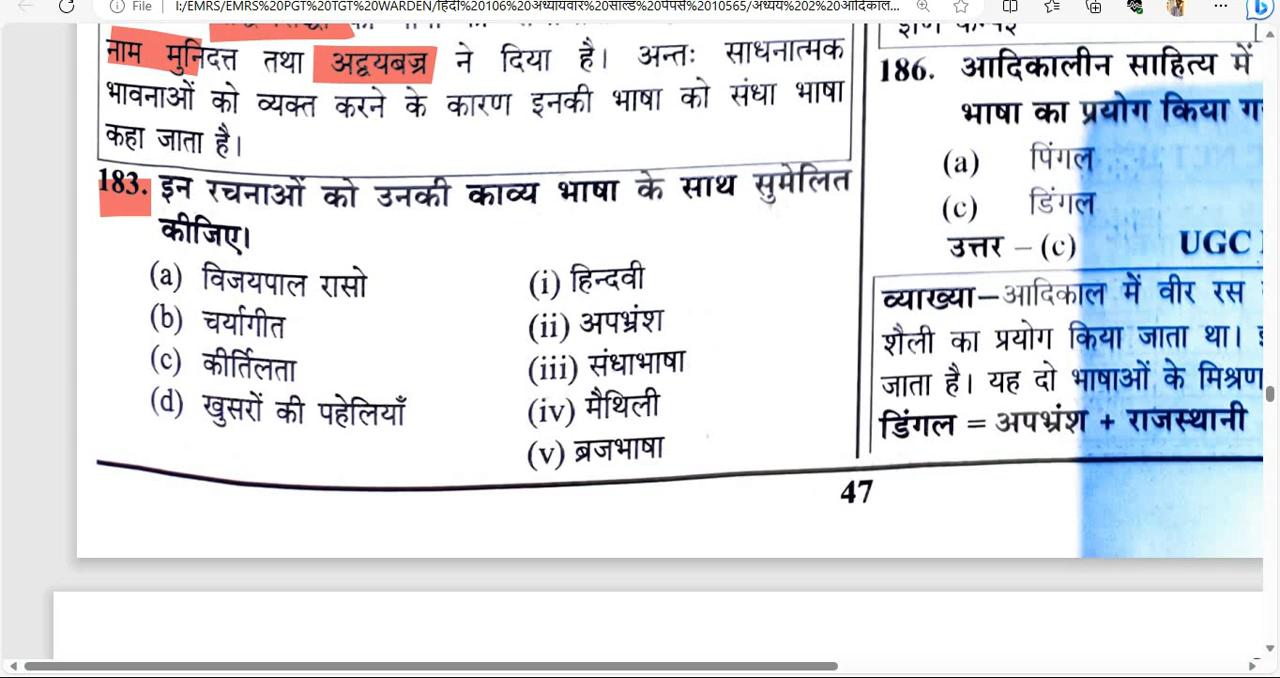 File
I:/EMRS%20PGT%20TGT%20WARDEN/हिंदी%20106%20अध्यायवार%20साल्व्ड%20पेपर्स%2010565/अध्यय%202%20आदिकाल...
नाम मुनिदत्त तथा अद्वयबज्र ने दिया है। अन्तः साधनात्मक
भावनाओं को व्यक्त करने के कारण इनकी भाषा को संधा भाषा
कहा जाता है।
183. इन रचनाओं को उनकी काव्य भाषा के साथ सुमेलित
कीजिए।
(a) विजयपाल रासो (i) हिन्दवी
(b) चर्यागीत (ii) अपभ्रंश
(c) कीर्तिलता (iii) संधाभाषा
(d) खुसरों की पहेलियाँ (iv) मैथिली
(v) ब्रजभाषा
186. आदिकालीन साहित्य में
भाषा का प्रयोग किया ग
(a) पिंगल
(c) डिंगल
उत्तर – (c) UGC
व्याख्या–आदिकाल में वीर रस
शैली का प्रयोग किया जाता था।
जाता है। यह दो भाषाओं के मिश्रण
डिंगल = अपभ्रंश + राजस्थानी
47